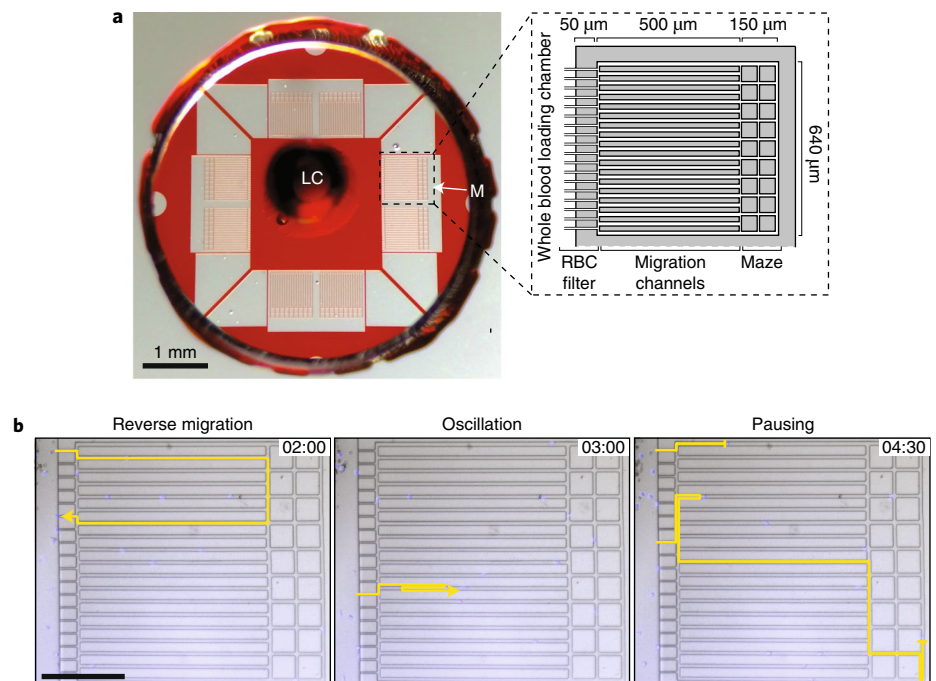 a
50 µm 500 µm 150 µm
Whole blood loading chamber
640 µm
LC
M
RBC filter
Migration channels
Maze
1 mm
b
Reverse migration
Oscillation
Pausing
02:00
03:00
04:30